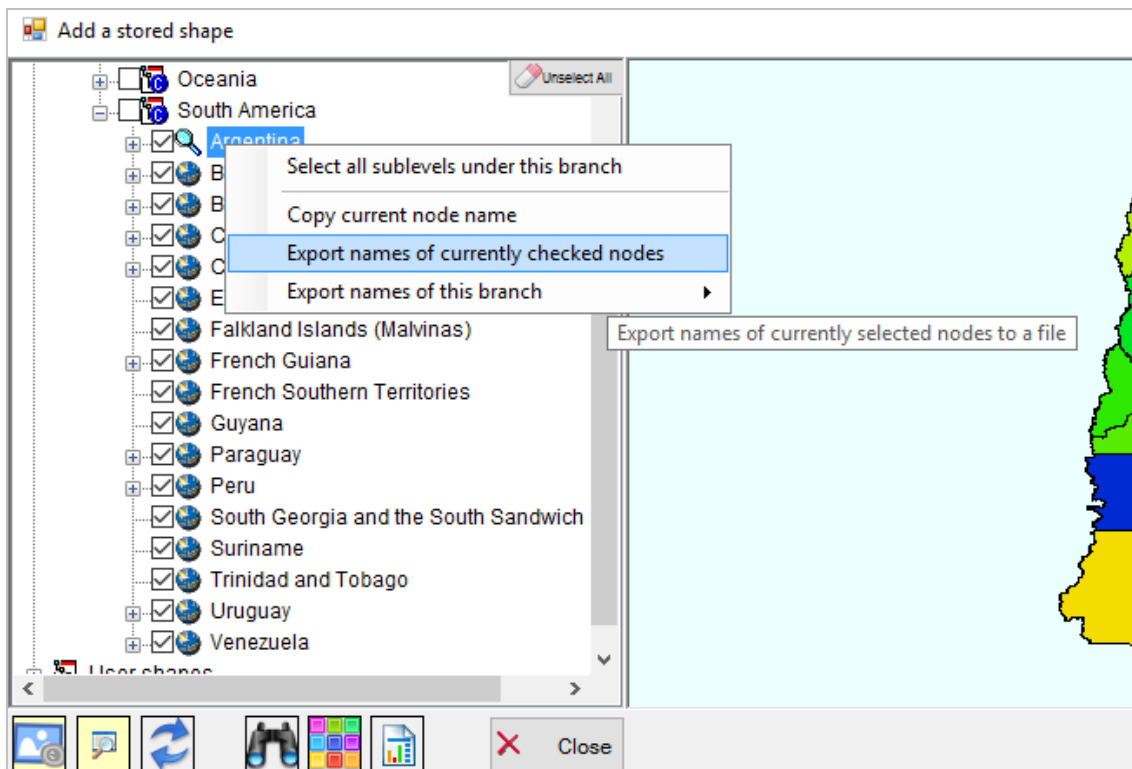 Add a stored shape
Oceania
Unselect All
South America
Argentina
Select all sublevels under this branch
B
Copy current node name
B
C
Export names of currently checked nodes
C
Export names of this branch
E
Falkland Islands (Malvinas)
Export names of currently selected nodes to a file
French Guiana
French Southern Territories
Guyana
Paraguay
Peru
South Georgia and the South Sandwich
Suriname
Trinidad and Tobago
Uruguay
Venezuela
User shapes
Close